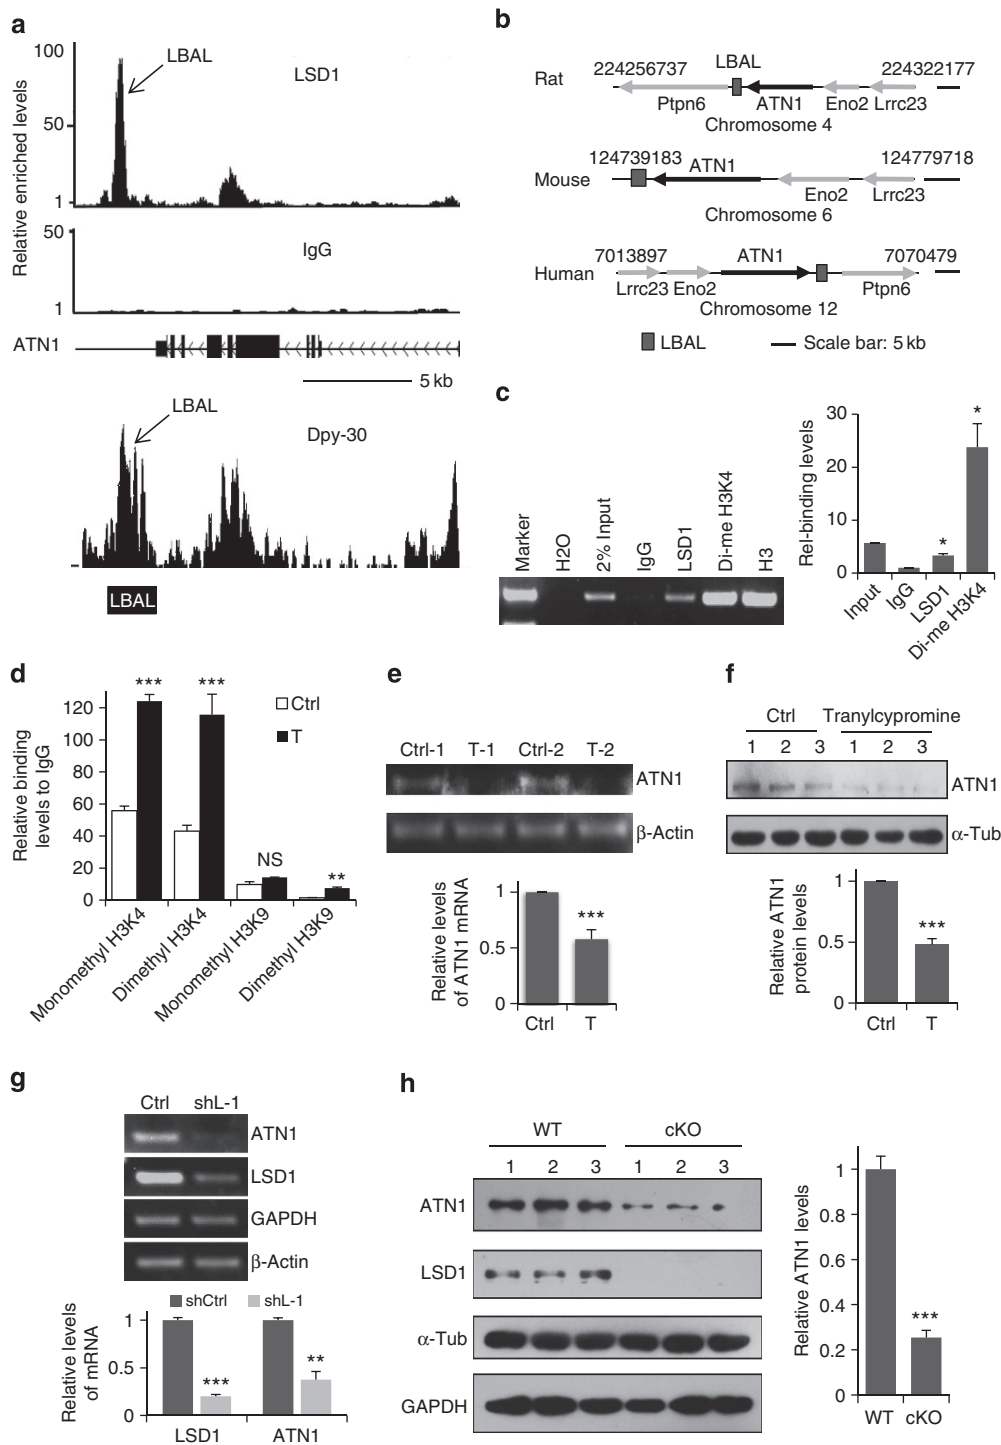 a
100
50
1
Relative enriched levels
LBAL
LSD1
50
1
IgG
ATN1
5 kb
LBAL
Dpy-30
LBAL
b
Rat
224256737
LBAL
224322177
Ptpn6
ATN1
Eno2
Lrrc23
Chromosome 4
Mouse
124739183
ATN1
124779718
Eno2
Lrrc23
Chromosome 6
Human
7013897
ATN1
7070479
Lrrc23
Eno2
Ptpn6
Chromosome 12
LBAL
Scale bar: 5 kb
c
Marker
H2O
2% Input
IgG
LSD1
Di-me H3K4
H3
Rel-binding levels
30
20
10
0
*
*
Input
IgG
LSD1
Di-me H3K4
d
Relative binding
levels to IgG
120
100
80
60
40
20
0
***
***
NS
**
Ctrl
T
Monomethyl H3K4
Dimethyl H3K4
Monomethyl H3K9
Dimethyl H3K9
e
Ctrl-1 T-1 Ctrl-2 T-2
ATN1
β-Actin
Relative levels
of ATN1 mRNA
1
0.5
0
***
Ctrl T
f
Ctrl Tranylcypromine
1 2 3 1 2 3
ATN1
α-Tub
Relative ATN1
protein levels
1
0.5
0
***
Ctrl T
g
Ctrl shL-1
ATN1
LSD1
GAPDH
β-Actin
shCtrl shL-1
Relative levels
of mRNA
1
0.5
0
***
**
LSD1 ATN1
h
WT cKO
1 2 3 1 2 3
ATN1
LSD1
α-Tub
GAPDH
Relative ATN1 levels
1
0.8
0.6
0.4
0.2
0
***
WT cKO